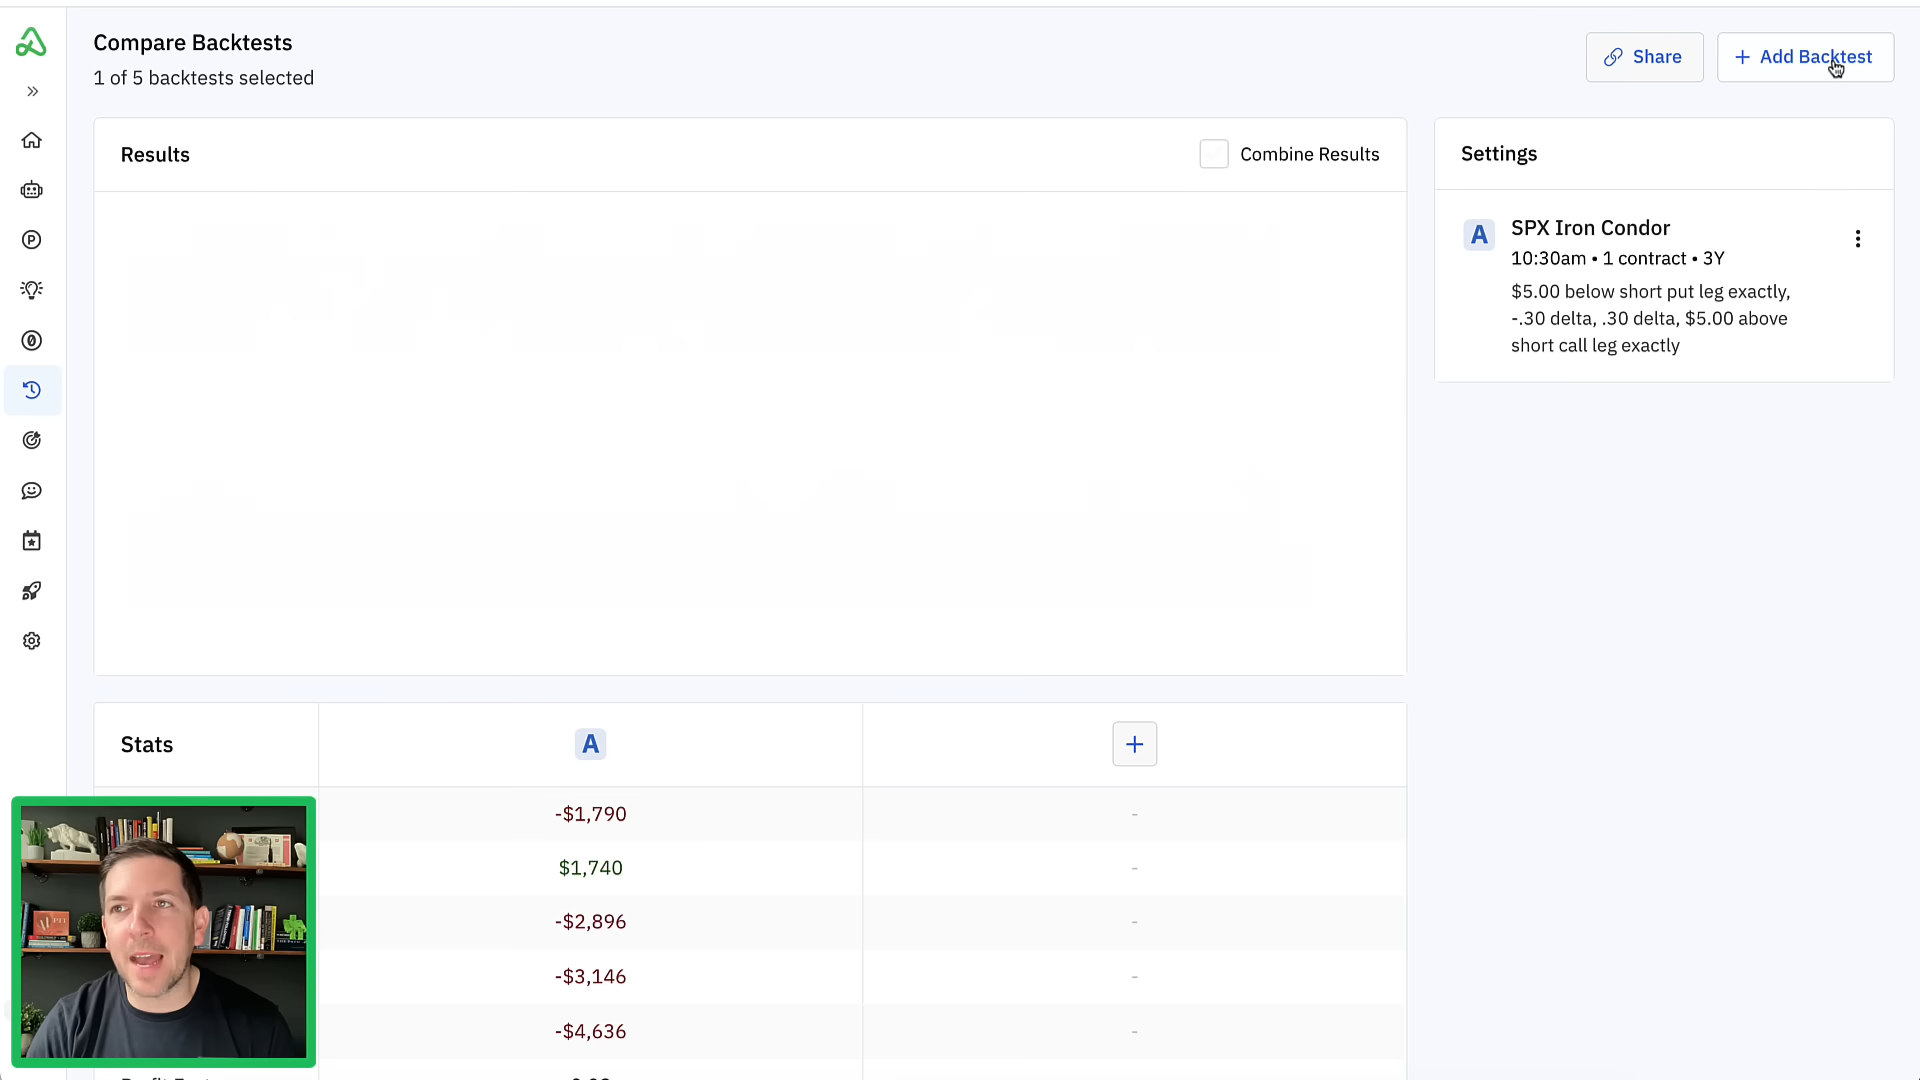 Compare Backtests
1 of 5 backtests selected
Share
+ Add Backtest
Results
Combine Results
Settings
A
SPX Iron Condor
10:30am • 1 contract • 3Y
$5.00 below short put leg exactly,
-.30 delta, .30 delta, $5.00 above
short call leg exactly
Stats
A
+
-$1,790
-
$1,740
-
-$2,896
-
-$3,146
-
-$4,636
-